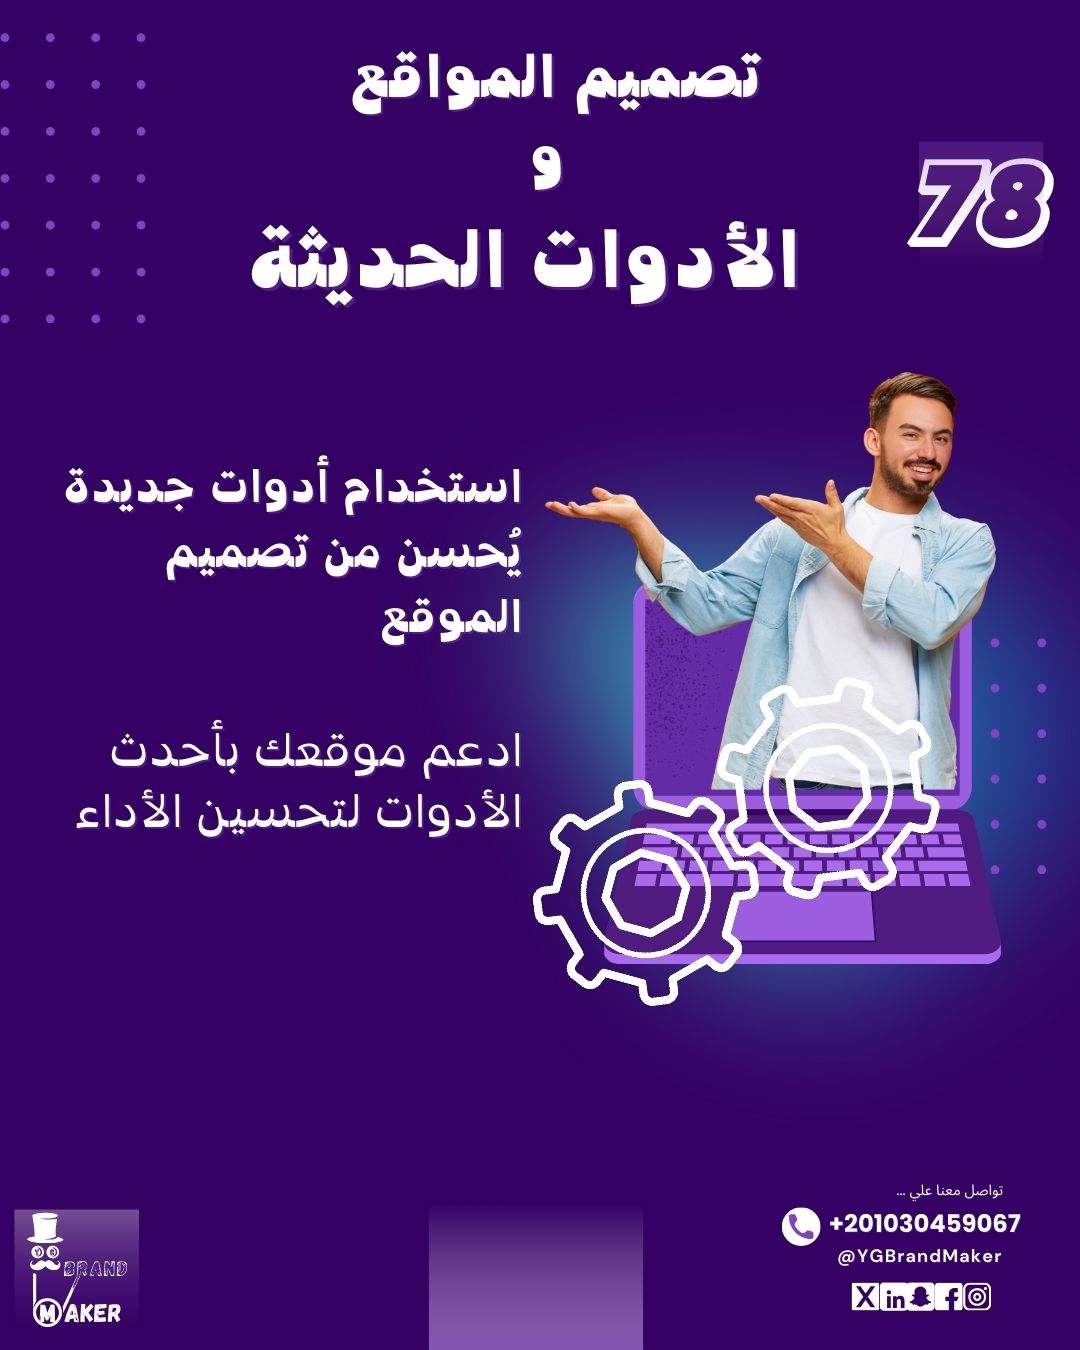 تصميم المواقع
و
الأدوات الحديثة
78
استخدام أدوات جديدة
يُحسن من تصميم
الموقع
ادعم موقعك بأحدث
الأدوات لتحسين الأداء
تواصل معنا علي ...
+201030459067
@YGBrandMaker
BRAND
MAKER